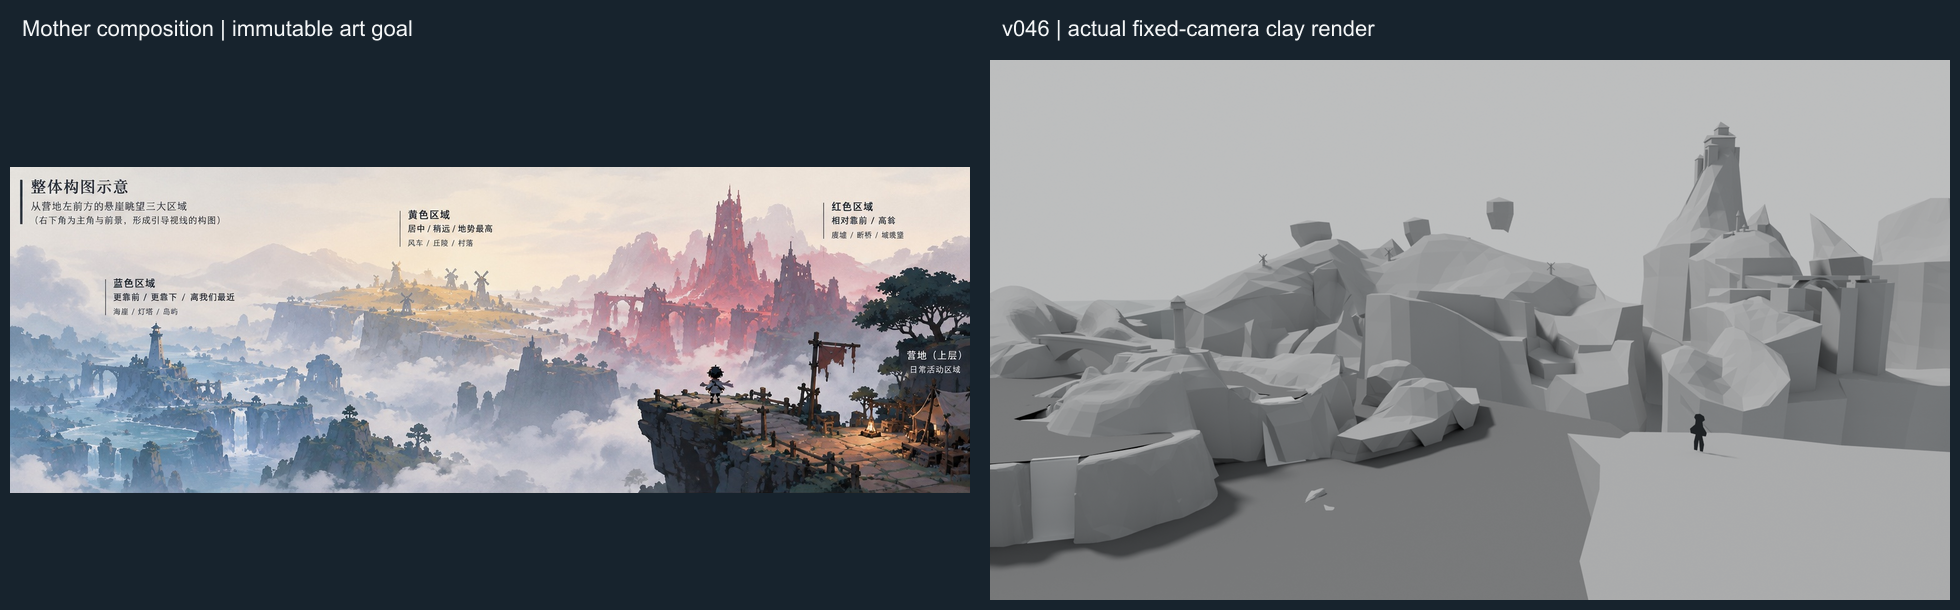 Mother composition | immutable art goal
v046 | actual fixed-camera clay render
整体构图示意
从营地左前方的悬崖眺望三大区域
（右下角为主角与前景，形成引导视线的构图）
黄色区域
居中 / 稍远 / 地势最高
风车 / 丘陵 / 村落
红色区域
相对靠前 / 高耸
废墟 / 断桥 / 城堡
蓝色区域
更靠前 / 更靠下 / 离我们最近
海崖 / 灯塔 / 岛屿
营地（上层）
日常活动区域